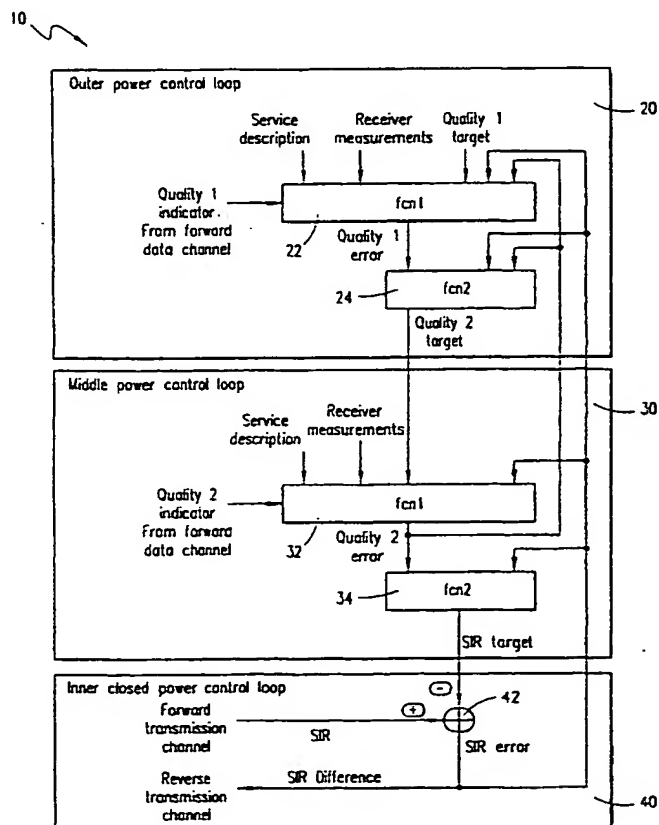 10
Outer power control loop
20
Service
description
Receiver
measurements
Quality 1
target
Quality 1
indicator
From forward
data channel
fcn1
22
Quality 1
error
24
fcn2
Quality 2
target
Middle power control loop
30
Service
description
Receiver
measurements
Quality 2
indicator
From forward
data channel
fcn1
32
Quality 2
error
34
fcn2
SIR target
Inner closed power control loop
-
42
Forward
transmission
channel
+
SIR
SIR error
Reverse
transmission
channel
SIR Difference
40